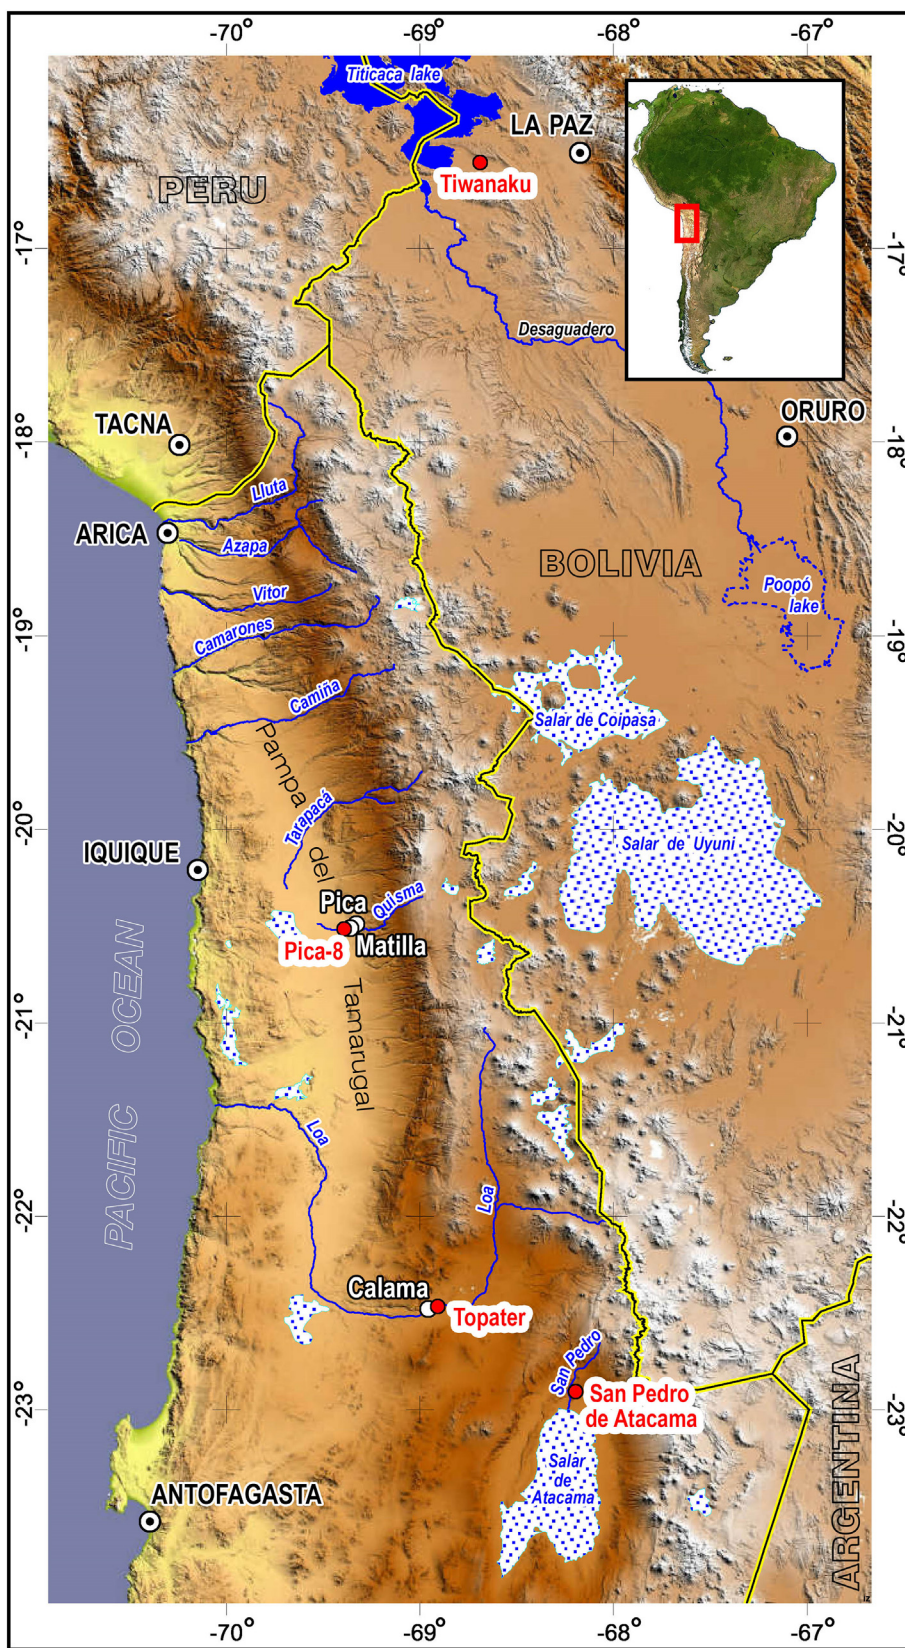 -70°
-69°
-68°
-67°
Titicaca lake
LA PAZ
Tiwanaku
PERU
-17°
-17°
Desaguadero
TACNA
ORURO
-18°
-18°
Lluta
ARICA
Azapa
BOLIVIA
Vitor
Poopó
lake
Camarones
-19°
-19°
Camiña
Salar de Coipasa
Pampa
Tarapacá
-20°
-20°
IQUIQUE
del
Salar de Uyuni
Pica
Quisma
Pica-8
Matilla
PACIFIC OCEAN
Tamarugal
-21°
-21°
Loa
Loa
-22°
-22°
Calama
Topater
San Pedro
-23°
-23°
San Pedro
de Atacama
ARGENTINA
Salar
de
Atacama
ANTOFAGASTA
iz
-70°
-69°
-68°
-67°